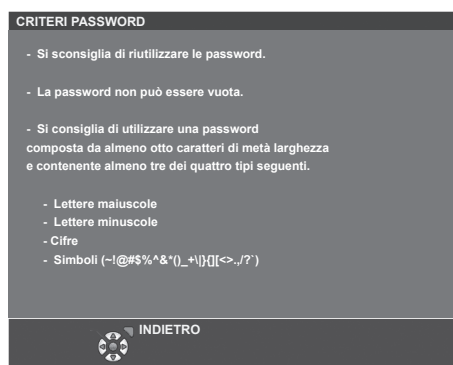 CRITERI PASSWORD
- Si sconsiglia di riutilizzare le password.
- La password non può essere vuota.
- Si consiglia di utilizzare una password
composta da almeno otto caratteri di metà larghezza
e contenente almeno tre dei quattro tipi seguenti.
- Lettere maiuscole
- Lettere minuscole
- Cifre
- Simboli (~!@#$%^&*()_+\|}{][<>.,/?`)
INDIETRO